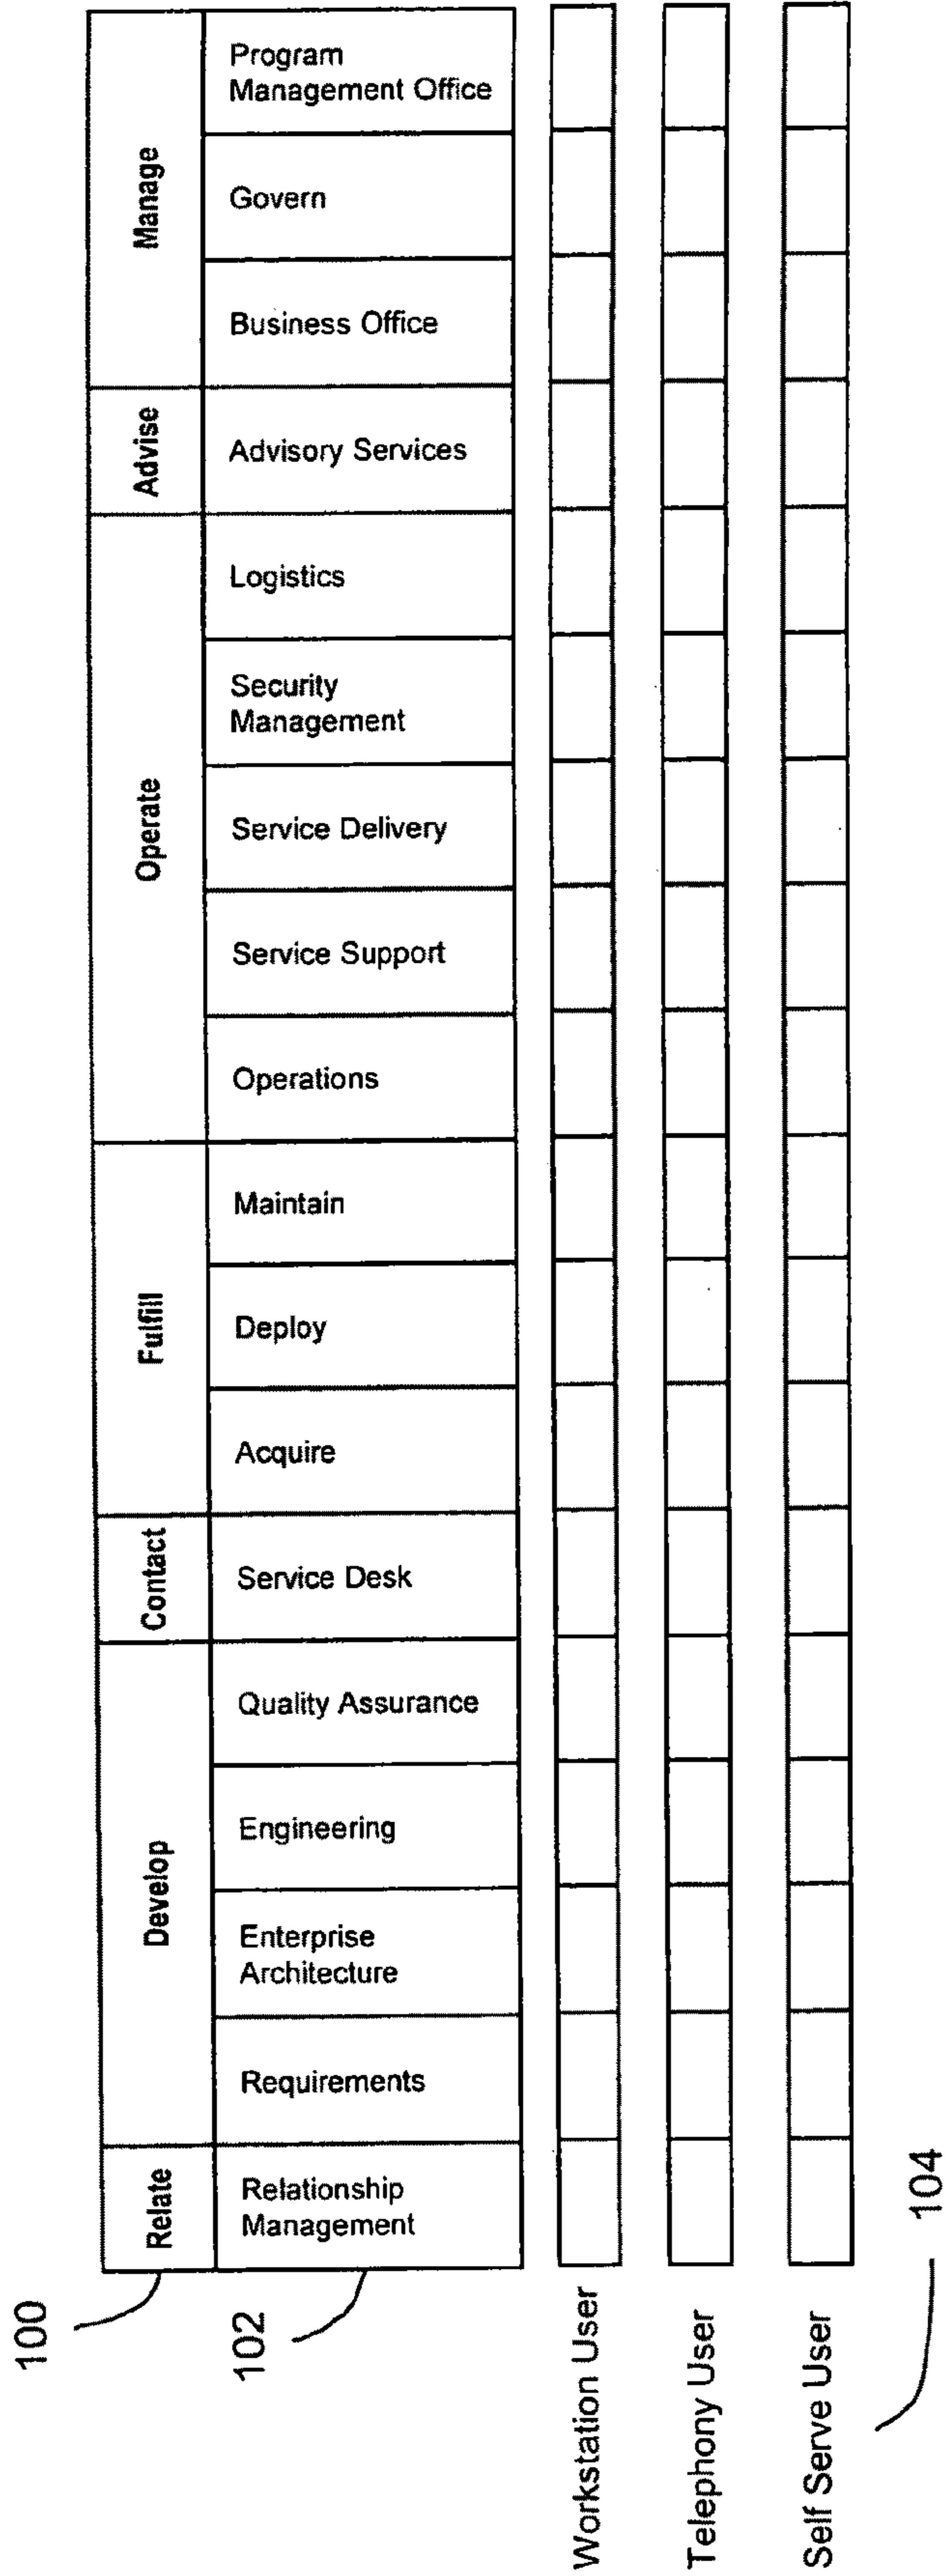 100
Relate
Develop
Contact
Fulfill
Operate
Advise
Manage
102
Relationship
Management
Requirements
Enterprise
Architecture
Engineering
Quality Assurance
Service Desk
Acquire
Deploy
Maintain
Operations
Service Support
Service Delivery
Security
Management
Logistics
Advisory Services
Business Office
Govern
Program
Management Office
Workstation User
Telephony User
Self Serve User
104